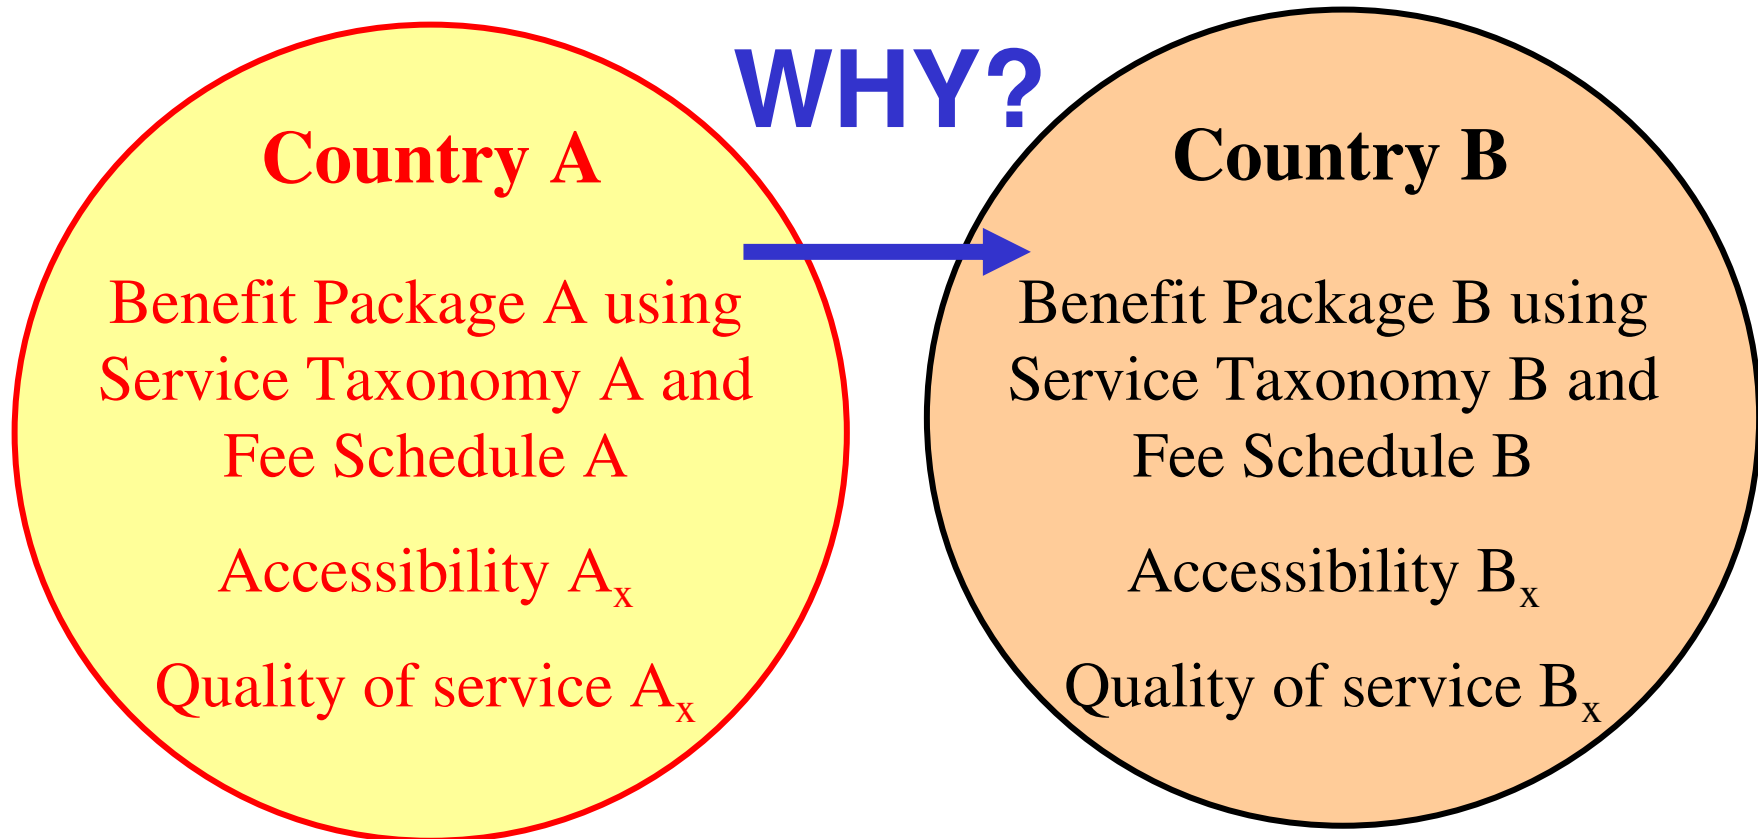 WHY?
Country A
Benefit Package A using
Service Taxonomy A and
Fee Schedule A
Accessibility Aₓ
Quality of service Aₓ
Country B
Benefit Package B using
Service Taxonomy B and
Fee Schedule B
Accessibility Bₓ
Quality of service Bₓ